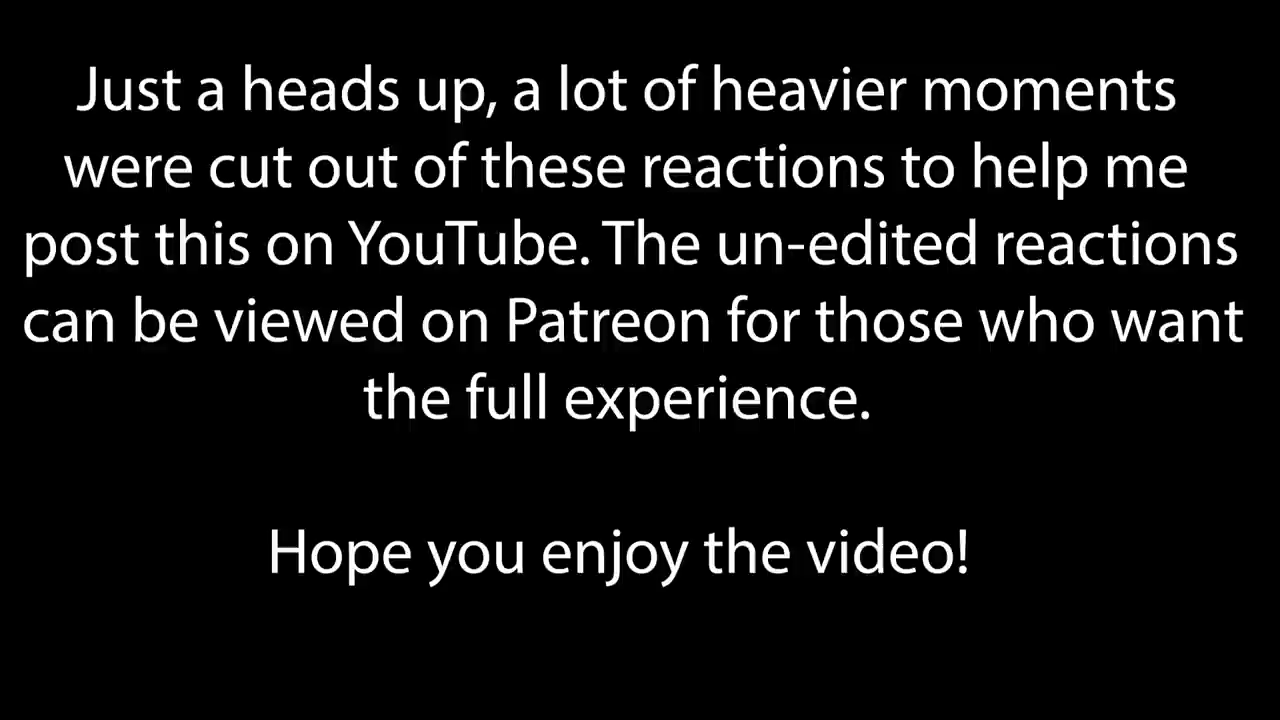 Just a heads up, a lot of heavier moments
were cut out of these reactions to help me
post this on YouTube. The un-edited reactions
can be viewed on Patreon for those who want
the full experience.
Hope you enjoy the video!